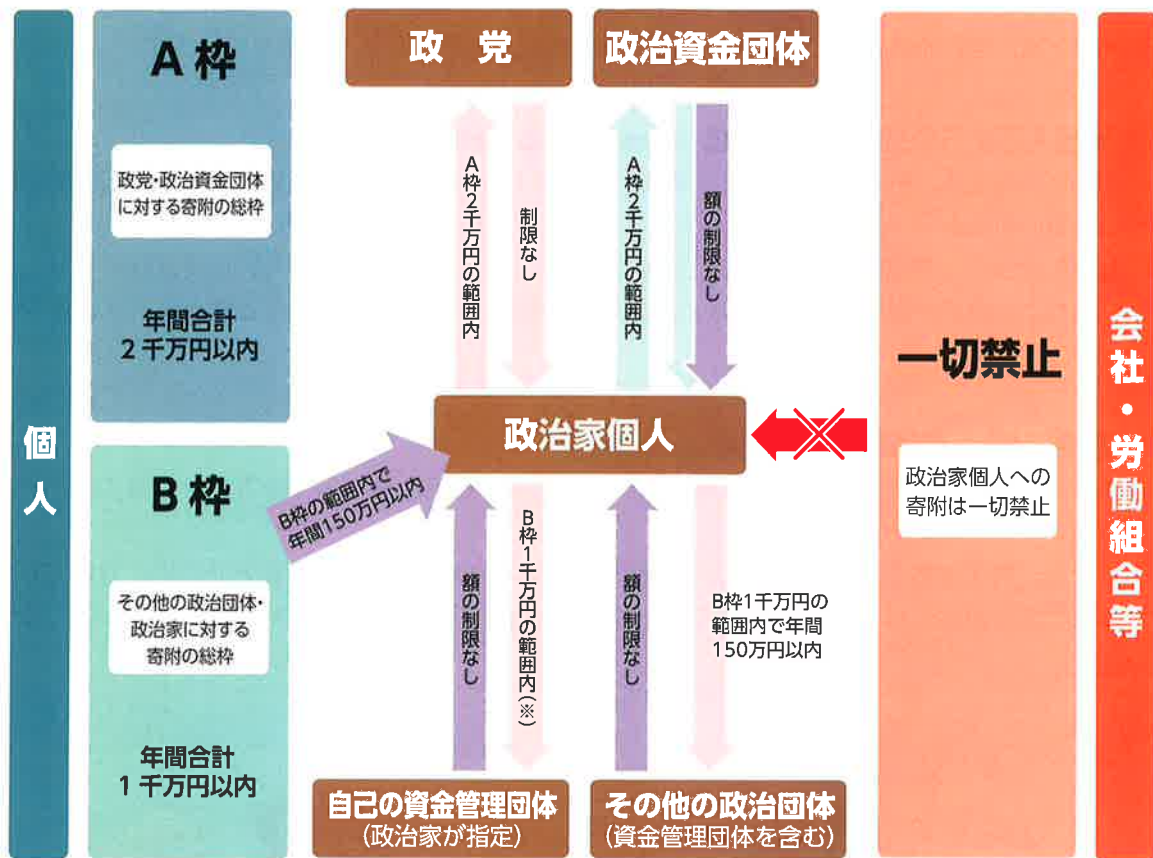 個人
A枠
政党・政治資金団体
に対する寄附の総枠
年間合計
2千万円以内
B枠
その他の政治団体・
政治家に対する
寄附の総枠
年間合計
1千万円以内
政党
政治資金団体
A枠2千万円の範囲内
制限なし
A枠2千万円の範囲内
額の制限なし
政治家個人
B枠の範囲内で
年間150万円以内
額の制限なし
B枠1千万円の範囲内(※)
額の制限なし
B枠1千万円の
範囲内で年間
150万円以内
自己の資金管理団体
(政治家が指定)
その他の政治団体
(資金管理団体を含む)
一切禁止
政治家個人への
寄附は一切禁止
会社・労働組合等